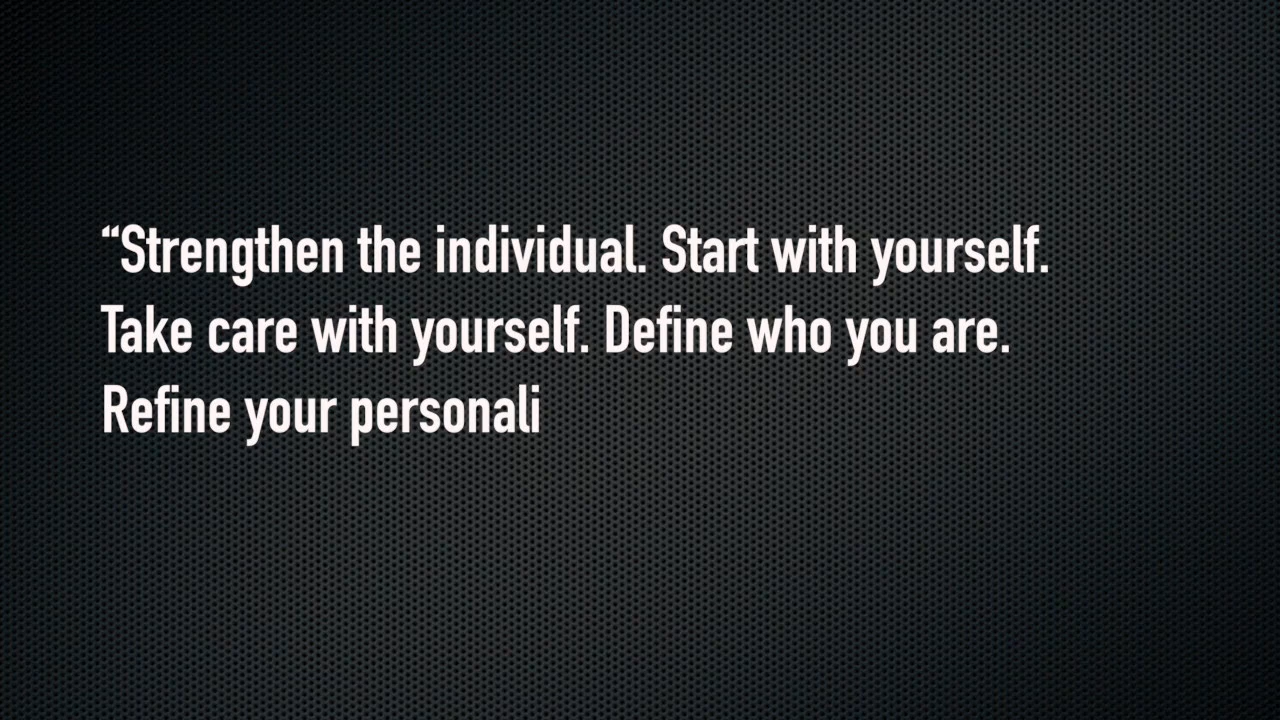 “Strengthen the individual. Start with yourself.
Take care with yourself. Define who you are.
Refine your personali